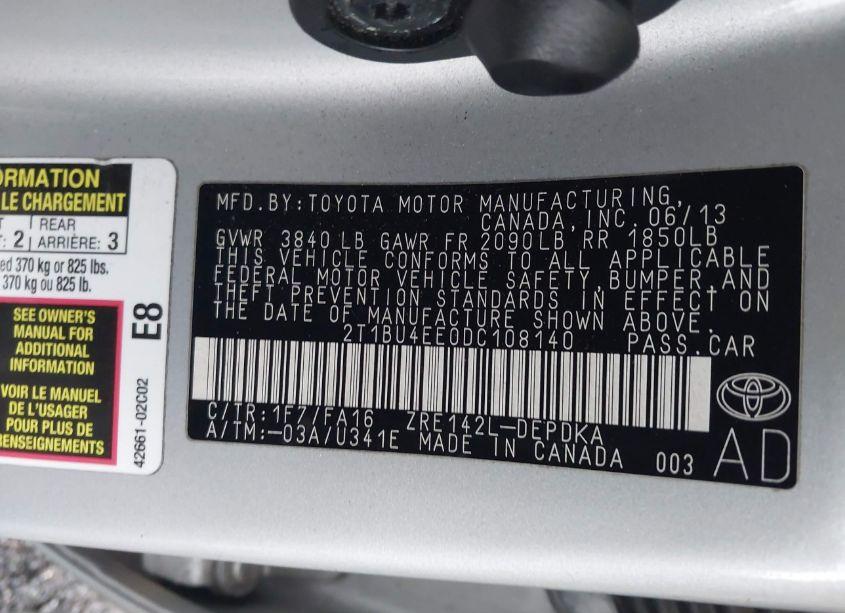 ORMATION
LE CHARGEMENT
REAR
: 2 ARRIÈRE: 3
ed 370 kg or 825 lbs.
370 kg ou 825 lb.
SEE OWNER'S
MANUAL FOR
ADDITIONAL
INFORMATION
VOIR LE MANUEL
DE L'USAGER
POUR PLUS DE
RENSEIGNEMENTS
E8
42661-02C02
MFD.BY:TOYOTA MOTOR MANUFACTURING,
CANADA,INC. 06/13
GVWR 3840 LB GAWR FR 2090LB RR 1850LB
THIS VEHICLE CONFORMS TO ALL APPLICABLE
FEDERAL MOTOR VEHICLE SAFETY,BUMPER,AND
THEFT PREVENTION STANDARDS IN EFFECT ON
THE DATE OF MANUFACTURE SHOWN ABOVE.
2T1BU4EE0DC108140 PASS.CAR
C/TR:1F7/FA16 ZRE142L-DEPDKA
A/TM:-03A/U341E MADE IN CANADA 003
AD